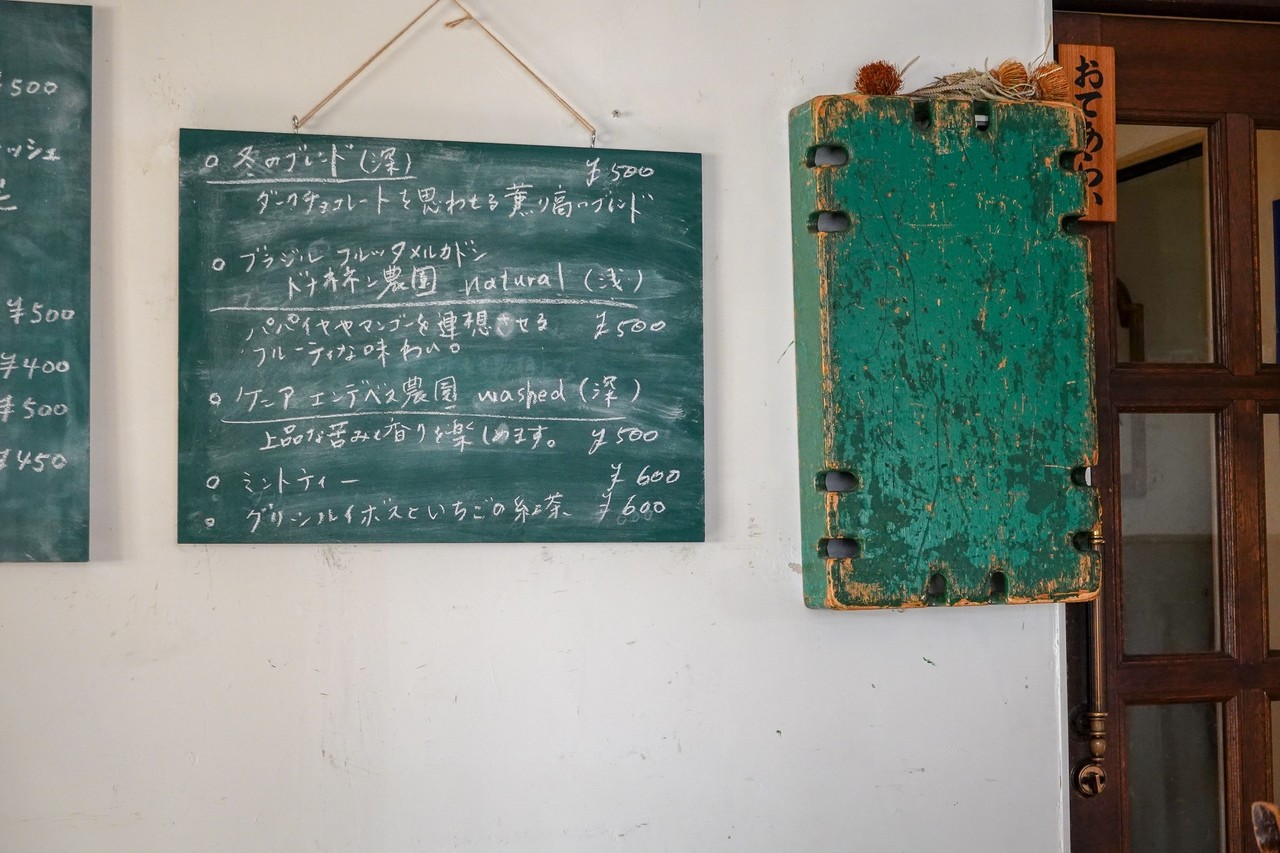 ¥500
ッシュ
¥500
¥400
¥500
¥450
○ 冬のブレンド(深) ¥500
ダークチョコレートを思わせる薫り高いブレンド
○ ブラジル フルッタメルカドン
ドナネネン農園 natural (浅)
パパイヤやマンゴーを連想させる ¥500
フルーティな味わい。
○ ケニア エンデベス農園 washed (深)
上品な苦みと香りを楽しめます。 ¥500
○ ミントティー ¥600
○ グリーンルイボスといちごの紅茶 ¥600
おてあらい